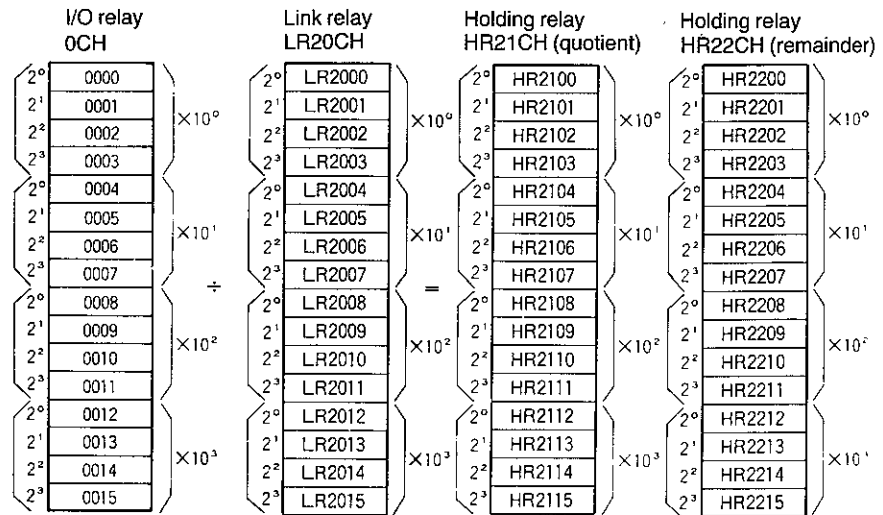 I/O relay Link relay Holding relay Holding relay
0CH LR20CH HR21CH (quotient) HR22CH (remainder)
2⁰ 0000 2⁰ LR2000 2⁰ HR2100 2⁰ HR2200
2¹ 0001 2¹ LR2001 2¹ HR2101 2¹ HR2201
×10⁰ ×10⁰ ×10⁰ ×10⁰
2² 0002 2² LR2002 2² HR2102 2² HR2202
2³ 0003 2³ LR2003 2³ HR2103 2³ HR2203
2⁰ 0004 2⁰ LR2004 2⁰ HR2104 2⁰ HR2204
2¹ 0005 2¹ LR2005 2¹ HR2105 2¹ HR2205
×10¹ ×10¹ ×10¹ ×10¹
2² 0006 2² LR2006 2² HR2106 2² HR2206
2³ 0007 2³ LR2007 2³ HR2107 2³ HR2207
÷ =
2⁰ 0008 2⁰ LR2008 2⁰ HR2108 2⁰ HR2208
2¹ 0009 2¹ LR2009 2¹ HR2109 2¹ HR2209
×10² ×10² ×10² ×10²
2² 0010 2² LR2010 2² HR2110 2² HR2210
2³ 0011 2³ LR2011 2³ HR2111 2³ HR2211
2⁰ 0012 2⁰ LR2012 2⁰ HR2112 2⁰ HR2212
2¹ 0013 2¹ LR2013 2¹ HR2113 2¹ HR2213
×10³ ×10³ ×10³
2² 0014 2² LR2014 2² HR2114 2² HR2214
2³ 0015 2³ LR2015 2³ HR2115 2³ HR2215